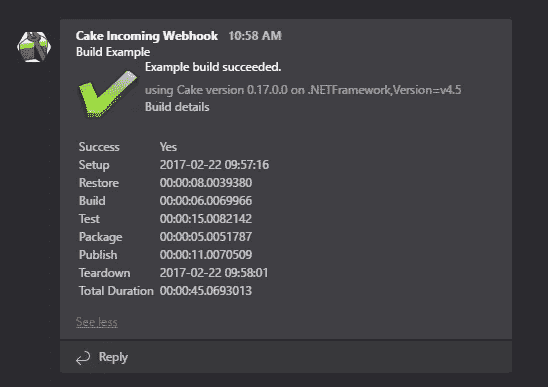 Cake Incoming Webhook 10:58 AM
Build Example
Example build succeeded.
using Cake version 0.17.0.0 on .NETFramework,Version=v4.5
Build details
Success Yes
Setup 2017-02-22 09:57:16
Restore 00:00:08.0039380
Build 00:00:06.0069966
Test 00:00:15.0082142
Package 00:00:05.0051787
Publish 00:00:11.0070509
Teardown 2017-02-22 09:58:01
Total Duration 00:00:45.0693013
See less
Reply